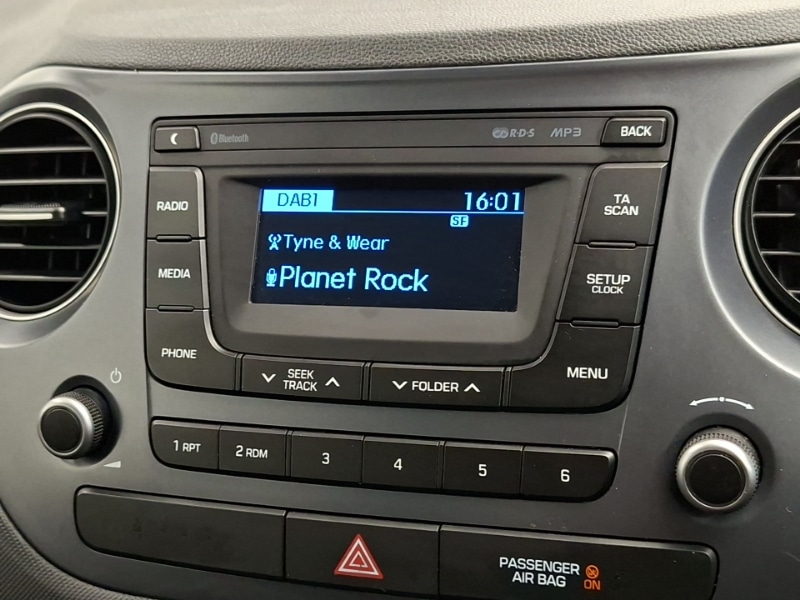 Bluetooth
R·D·S
MP3
BACK
RADIO
DAB1
16:01
SF
TA
SCAN
Tyne & Wear
MEDIA
Planet Rock
SETUP
CLOCK
PHONE
SEEK
TRACK
FOLDER
MENU
1 RPT
2 RDM
3
4
5
6
PASSENGER
AIR BAG
ON